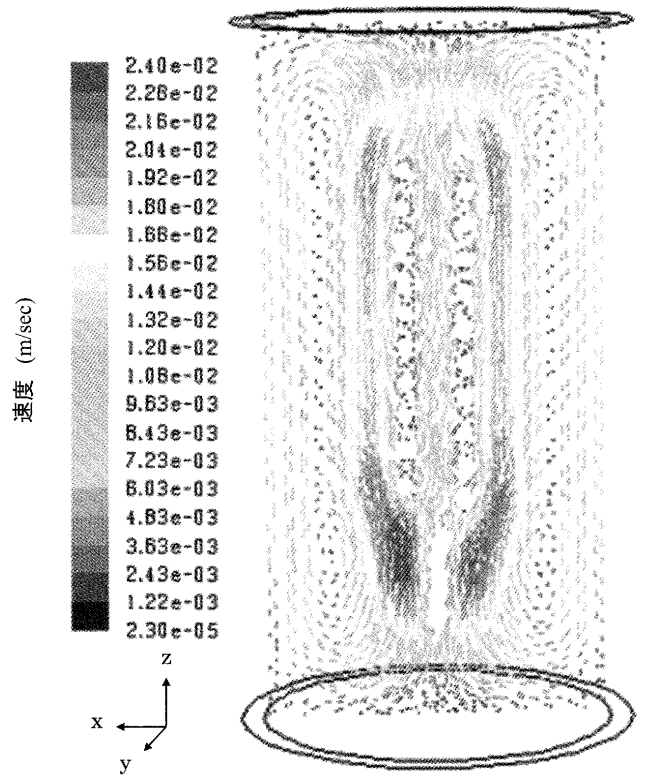 2.40e-02
2.28e-02
2.16e-02
2.04e-02
1.92e-02
1.80e-02
1.68e-02
1.56e-02
1.44e-02
1.32e-02
1.20e-02
1.08e-02
9.63e-03
8.43e-03
7.23e-03
6.03e-03
4.83e-03
3.63e-03
2.43e-03
1.22e-03
2.30e-05
速度 (m/sec)
z
x
y